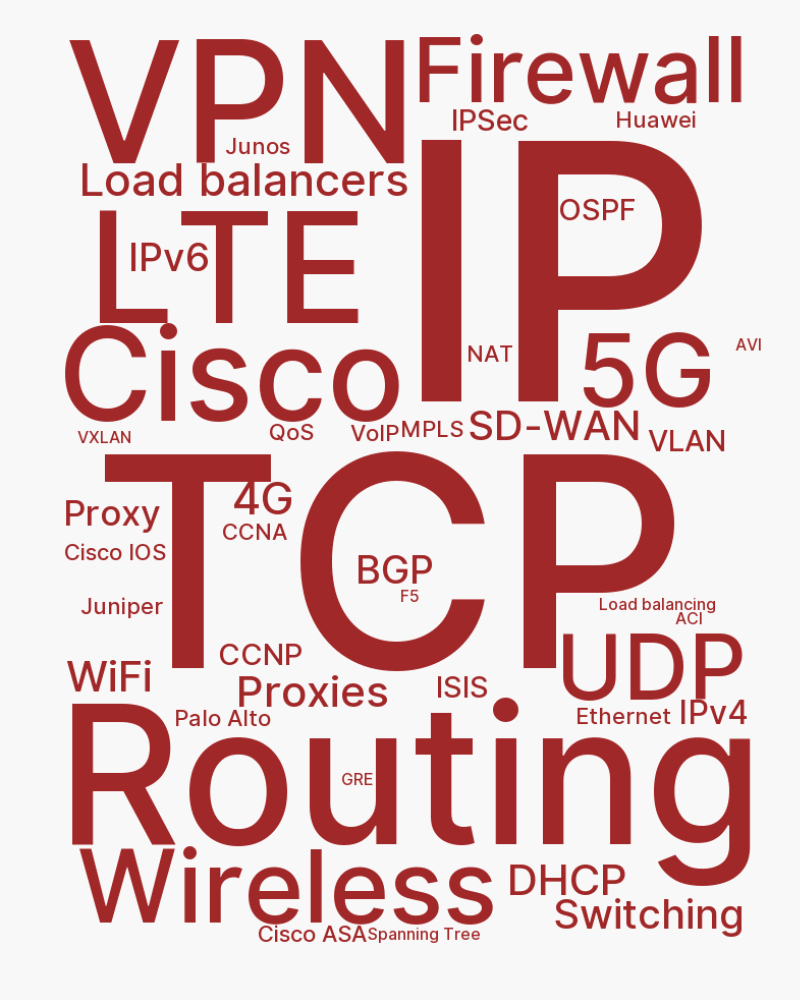 VPN
Firewall
IPSec
Huawei
Junos
Load balancers
IP
OSPF
LTE
IPv6
Cisco
NAT
5G
AVI
VXLAN
QoS
VoIP
MPLS
SD-WAN
VLAN
TCP
4G
Proxy
CCNA
Cisco IOS
BGP
F5
Juniper
Load balancing
ACI
CCNP
UDP
WiFi
Proxies
ISIS
Palo Alto
Ethernet
IPv4
Routing
GRE
Wireless
DHCP
Switching
Cisco ASA
Spanning Tree